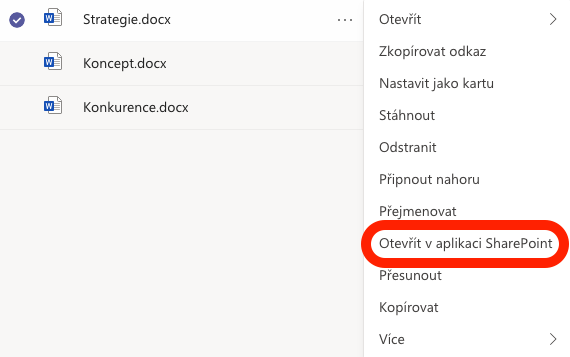 Strategie.docx
Koncept.docx
Konkurence.docx
Otevřít
Zkopírovat odkaz
Nastavit jako kartu
Stáhnout
Odstranit
Připnout nahoru
Přejmenovat
Otevřít v aplikaci SharePoint
Přesunout
Kopírovat
Více